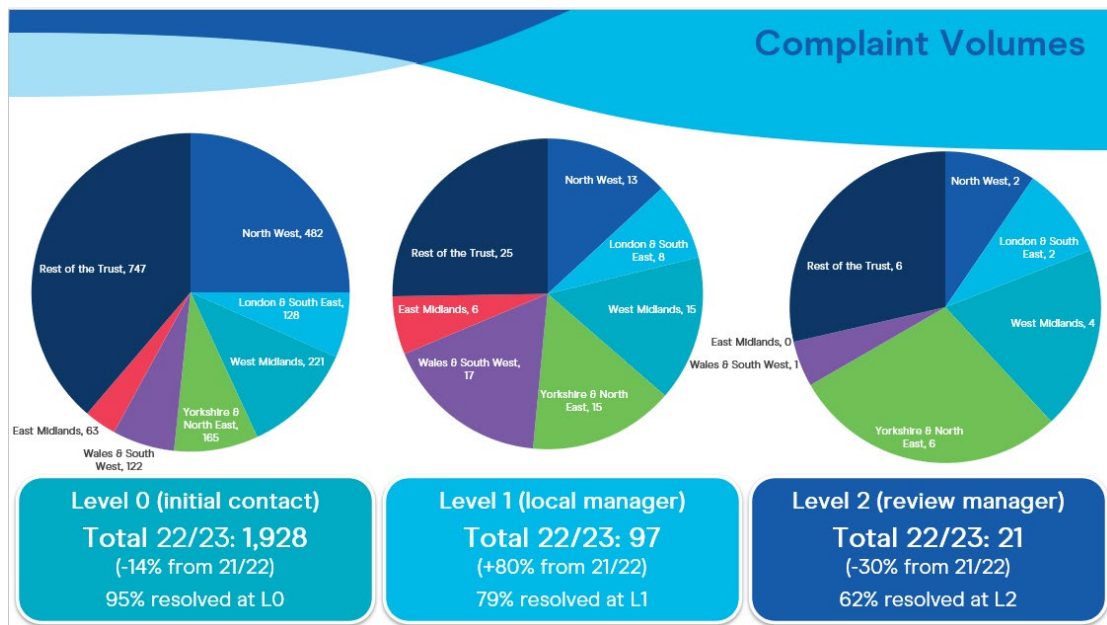 Complaint Volumes
North West, 482
London & South East,
128
West Midlands, 221
Yorkshire &
North East,
165
Wales & South
West, 122
East Midlands, 63
Rest of the Trust, 747
North West, 13
London & South
East, 8
West Midlands, 15
Yorkshire & North
East, 15
Wales & South West,
17
East Midlands, 6
Rest of the Trust, 25
North West, 2
London & South
East, 2
West Midlands, 4
Yorkshire & North
East, 6
Wales & South West, 1
East Midlands, 0
Rest of the Trust, 6
Level 0 (initial contact)
Total 22/23: 1,928
(-14% from 21/22)
95% resolved at L0
Level 1 (local manager)
Total 22/23: 97
(+80% from 21/22)
79% resolved at L1
Level 2 (review manager)
Total 22/23: 21
(-30% from 21/22)
62% resolved at L2